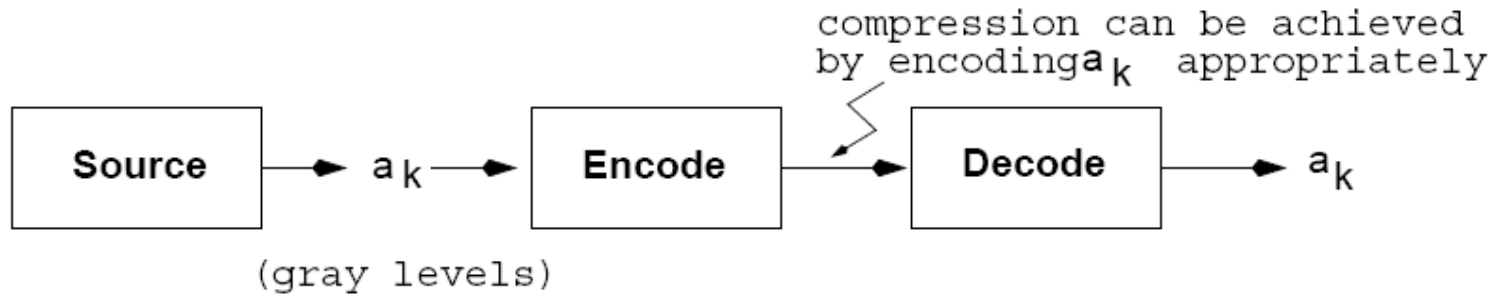 compression can be achieved
by encoding a k appropriately
Source
a k
Encode
Decode
a k
(gray levels)